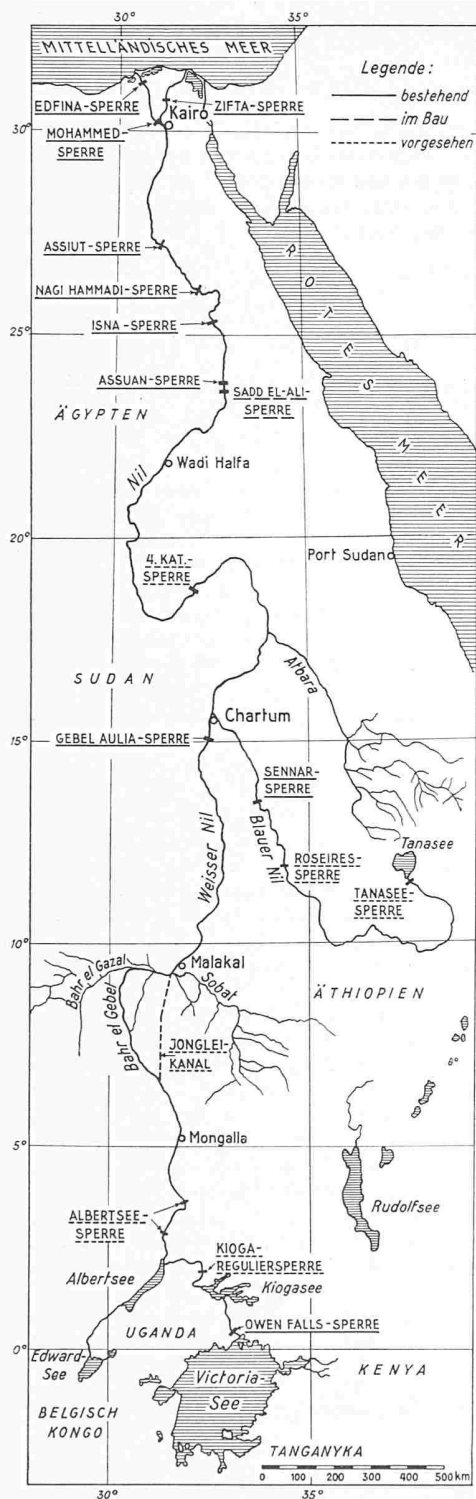 30°
35°
MITTELLÄNDISCHES MEER
Legende:
bestehend
im Bau
vorgesehen
EDFINA-SPERRE
ZIFTA-SPERRE
Kairo
30°
MOHAMMED-
SPERRE
ASSIUT-SPERRE
NAGI HAMMADI-SPERRE
ISNA-SPERRE
25°
ROTES MEER
ASSUAN-SPERRE
SADD EL-ALI-
SPERRE
ÄGYPTEN
Nil
Wadi Halfa
20°
Port Sudan
4. KAT.-
SPERRE
SUDAN
Atbara
Chartum
15°
GEBEL AULIA-SPERRE
SENNAR-
SPERRE
Weisser Nil
Blauer Nil
Tanasee
ROSEIRES-
SPERRE
TANASEE-
SPERRE
10°
Malakal
Bahr el Gazal
Sobat
Bahr el Gebel
ÄTHIOPIEN
JONGLEI-
KANAL
5°
Mongalla
Rudolfsee
ALBERTSEE-
SPERRE
KIOGA-
REGULIERSPERRE
Albertsee
Kiogasee
OWEN FALLS-SPERRE
UGANDA
0°
Edward-
See
Victoria-
See
KENYA
BELGISCH
KONGO
TANGANYKA
0 100 200 300 400 500 km
30°
35°